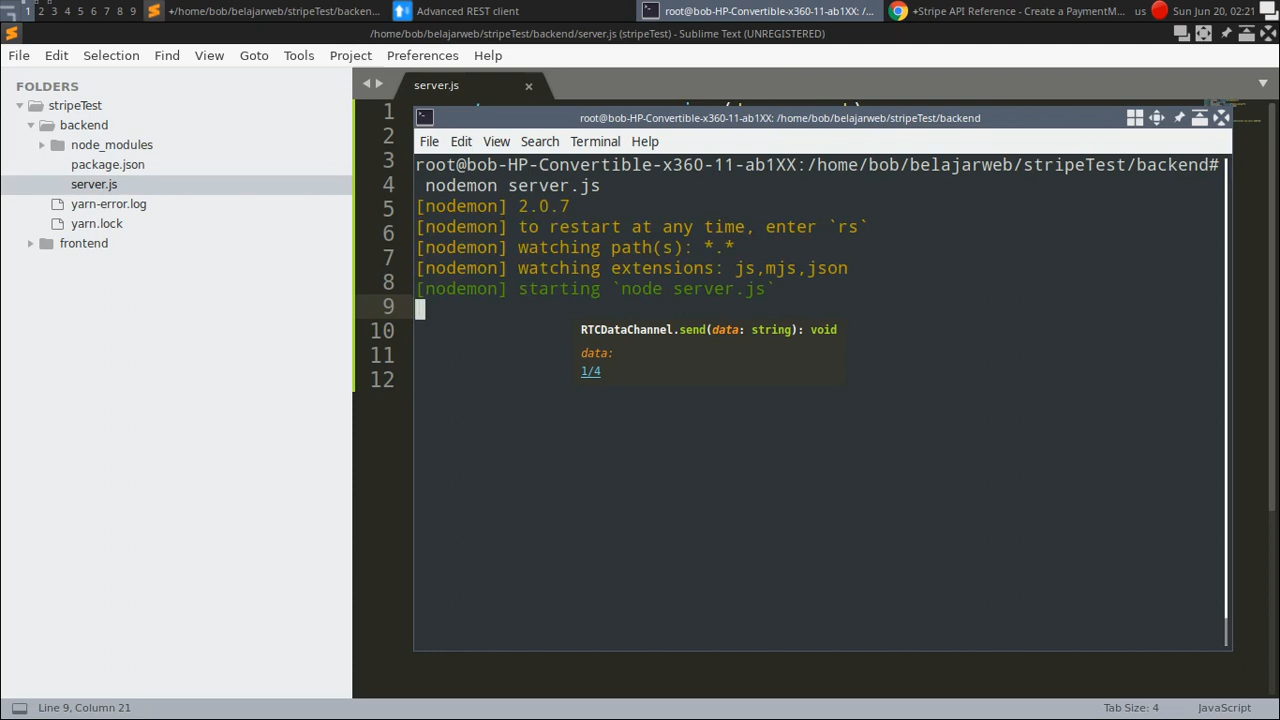 1 2 3 4 5 6 7 8 9
+/home/bob/belajarweb/stripeTest/backen...
Advanced REST client
root@bob-HP-Convertible-x360-11-ab1XX: /...
+Stripe API Reference - Create a PaymentM...
us
Sun Jun 20, 02:21
/home/bob/belajarweb/stripeTest/backend/server.js (stripeTest) - Sublime Text (UNREGISTERED)
File Edit Selection Find View Goto Tools Project Preferences Help
FOLDERS
stripeTest
backend
node_modules
package.json
server.js
yarn-error.log
yarn.lock
frontend
server.js
1
2
3
4
5
6
7
8
9
10
11
12
root@bob-HP-Convertible-x360-11-ab1XX: /home/bob/belajarweb/stripeTest/backend
File Edit View Search Terminal Help
root@bob-HP-Convertible-x360-11-ab1XX:/home/bob/belajarweb/stripeTest/backend#
nodemon server.js
[nodemon] 2.0.7
[nodemon] to restart at any time, enter `rs`
[nodemon] watching path(s): *.*
[nodemon] watching extensions: js,mjs,json
[nodemon] starting `node server.js`
RTCDataChannel.send(data: string): void
data:
1/4
Line 9, Column 21
Tab Size: 4
JavaScript